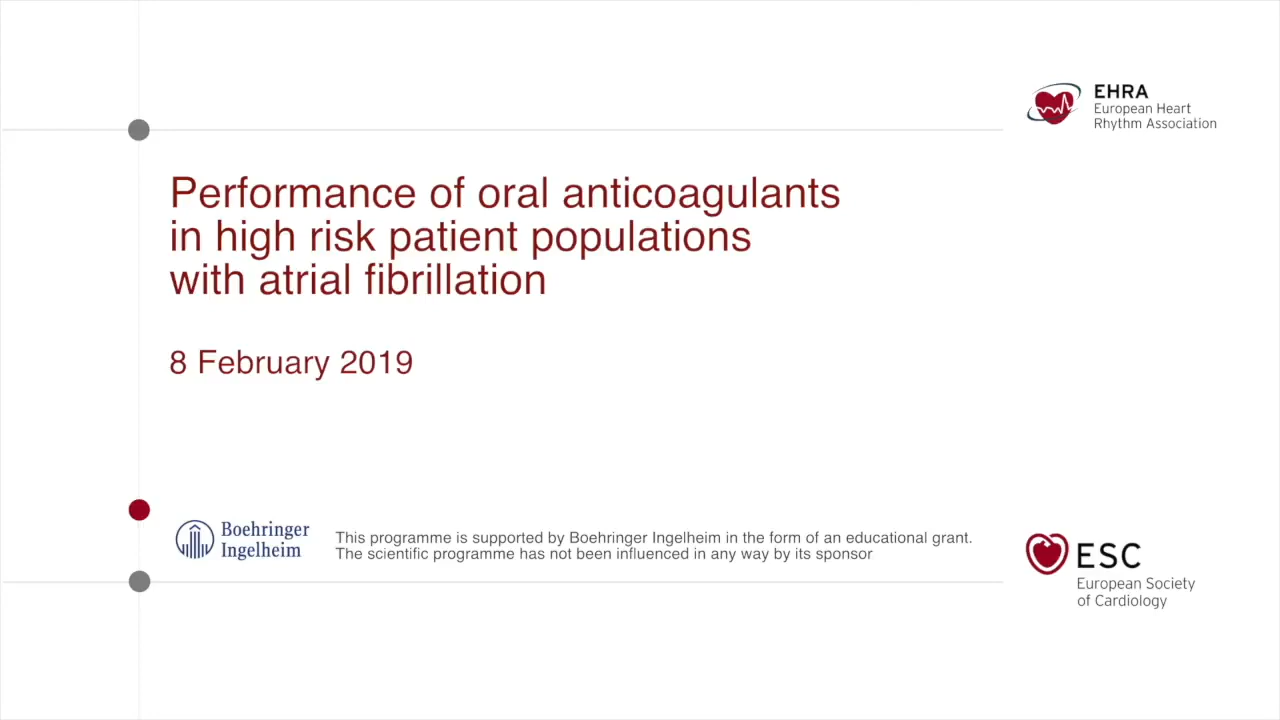 EHRA
European Heart
Rhythm Association
Performance of oral anticoagulants
in high risk patient populations
with atrial fibrillation
8 February 2019
Boehringer
Ingelheim
This programme is supported by Boehringer Ingelheim in the form of an educational grant.
The scientific programme has not been influenced in any way by its sponsor
ESC
European Society
of Cardiology